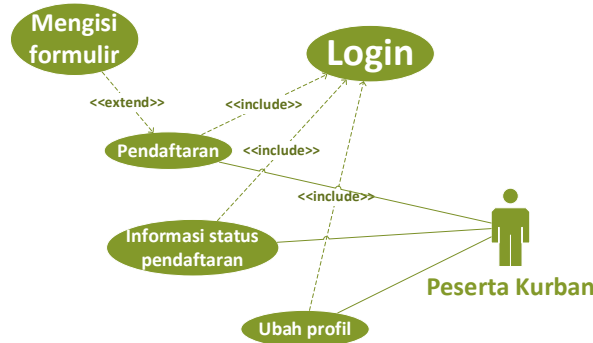 Mengisi
formulir
Login
<<extend>>
<<include>>
Pendaftaran
<<include>>
<<include>>
Informasi status
pendaftaran
Peserta Kurban
Ubah profil